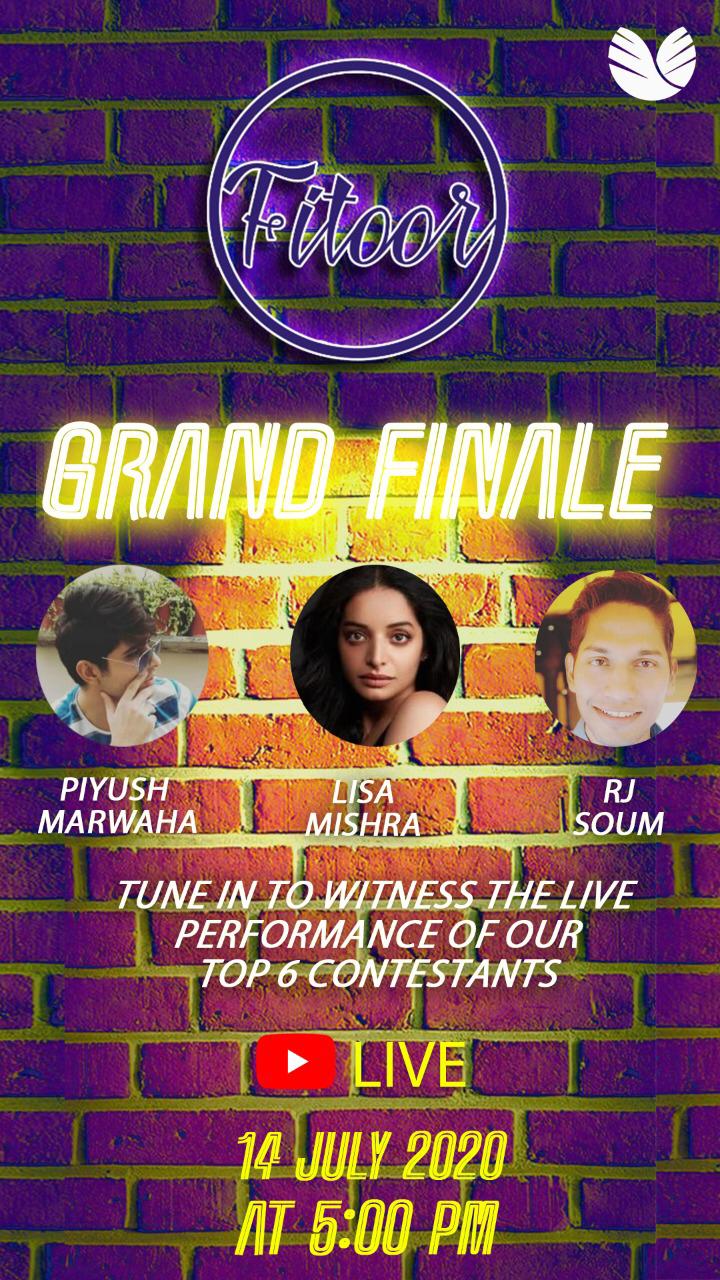 Fitoor
GRAND FINALE
PIYUSH
MARWAHA
LISA
MISHRA
RJ
SOUM
TUNE IN TO WITNESS THE LIVE
PERFORMANCE OF OUR
TOP 6 CONTESTANTS
LIVE
14 JULY 2020
AT 5:00 PM